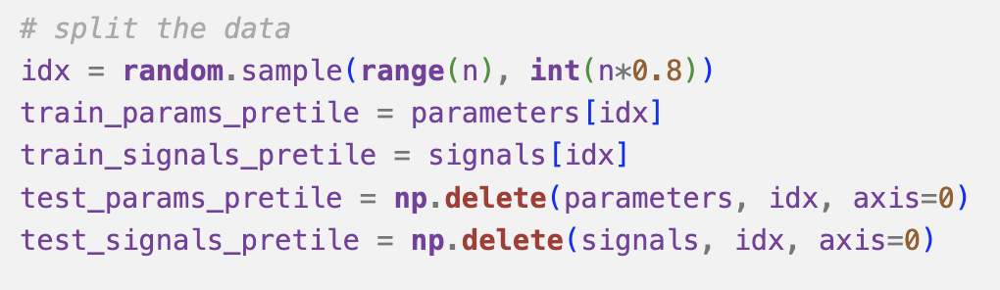 # split the data
idx = random.sample(range(n), int(n*0.8))
train_params_pretile = parameters[idx]
train_signals_pretile = signals[idx]
test_params_pretile = np.delete(parameters, idx, axis=0)
test_signals_pretile = np.delete(signals, idx, axis=0)